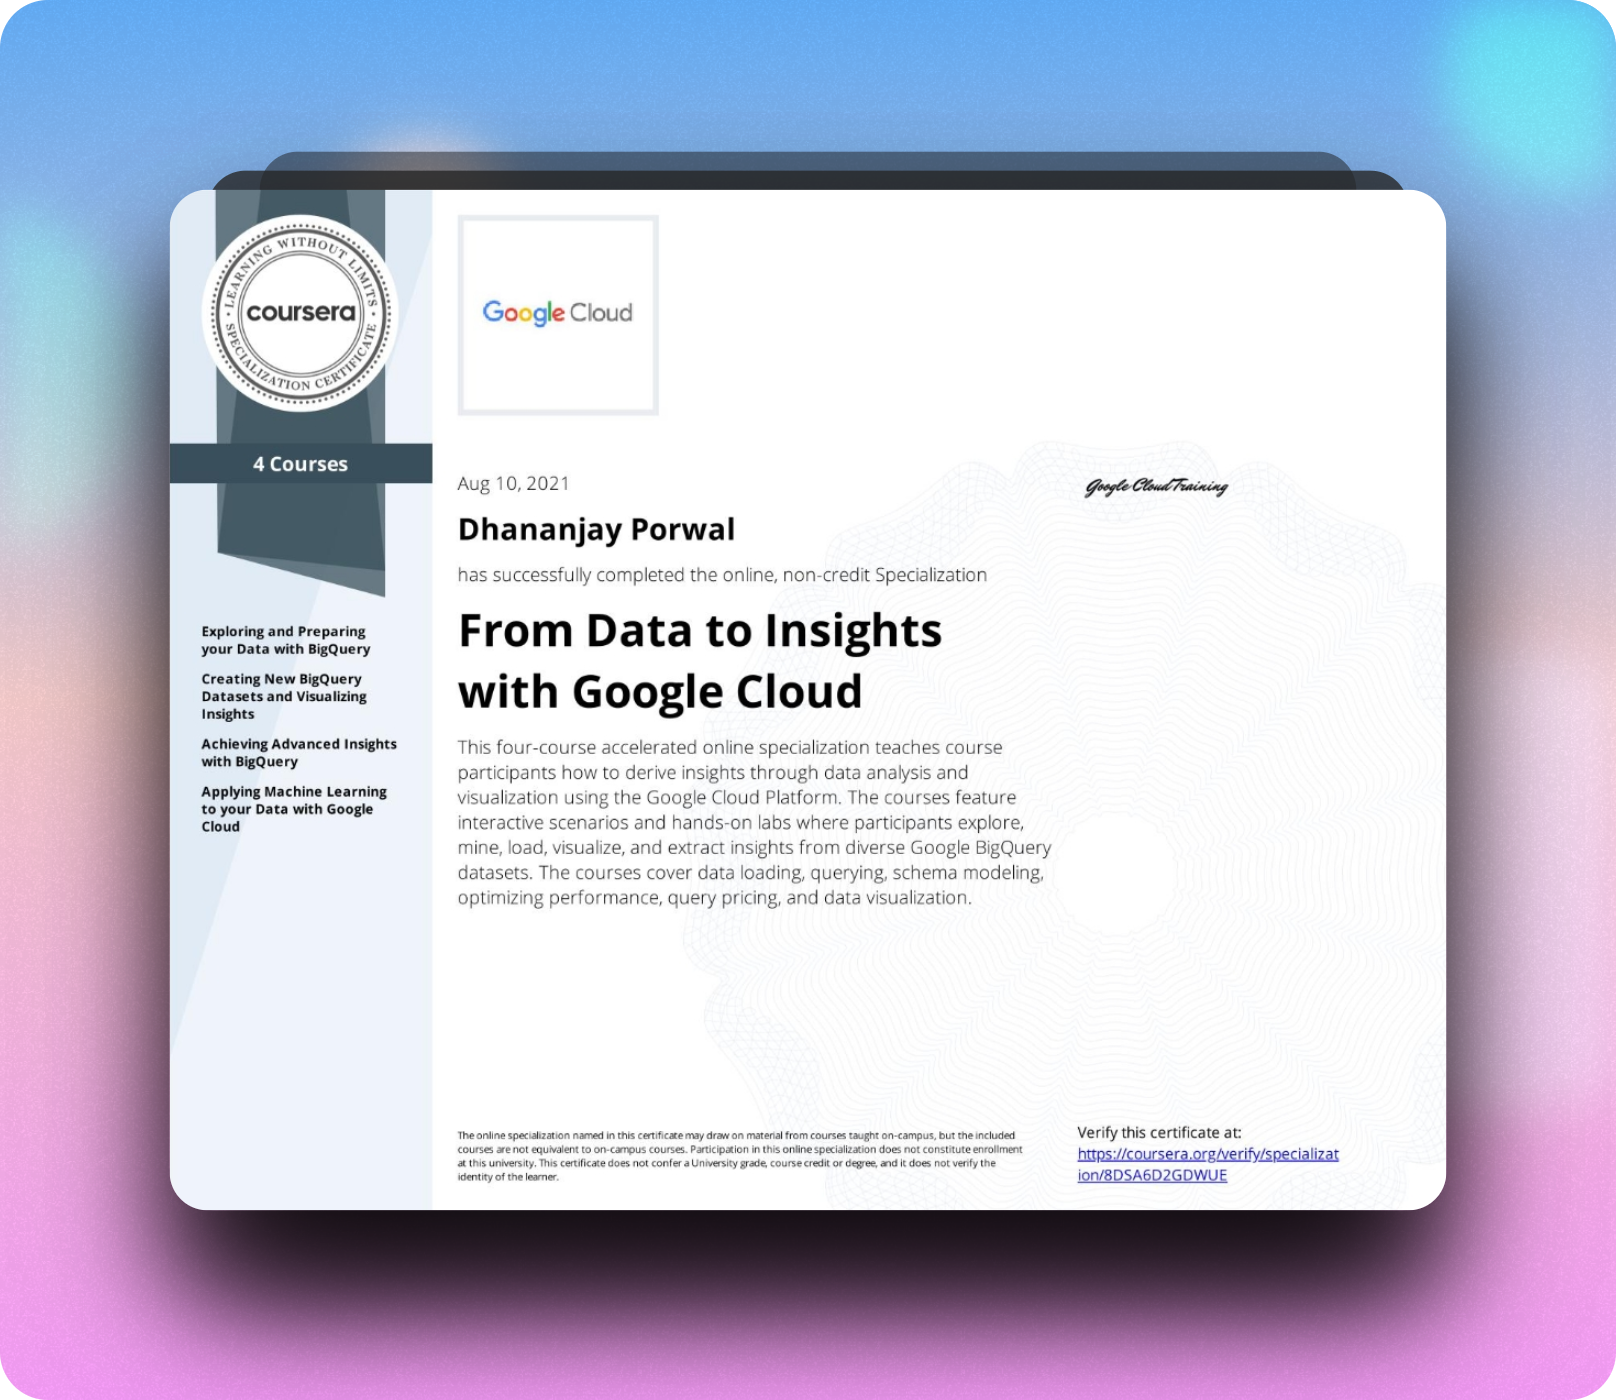 LEARNING WITHOUT LIMITS
coursera
SPECIALIZATION CERTIFICATE
4 Courses
Exploring and Preparing
your Data with BigQuery
Creating New BigQuery
Datasets and Visualizing
Insights
Achieving Advanced Insights
with BigQuery
Applying Machine Learning
to your Data with Google
Cloud
Google Cloud
Aug 10, 2021
Google Cloud Training
Dhananjay Porwal
has successfully completed the online, non-credit Specialization
From Data to Insights
with Google Cloud
This four-course accelerated online specialization teaches course
participants how to derive insights through data analysis and
visualization using the Google Cloud Platform. The courses feature
interactive scenarios and hands-on labs where participants explore,
mine, load, visualize, and extract insights from diverse Google BigQuery
datasets. The courses cover data loading, querying, schema modeling,
optimizing performance, query pricing, and data visualization.
The online specialization named in this certificate may draw on material from courses taught on-campus, but the included
courses are not equivalent to on-campus courses. Participation in this online specialization does not constitute enrollment
at this university. This certificate does not confer a University grade, course credit or degree, and it does not verify the
identity of the learner.
Verify this certificate at:
https://coursera.org/verify/specializat
ion/8DSA6D2GDWUE